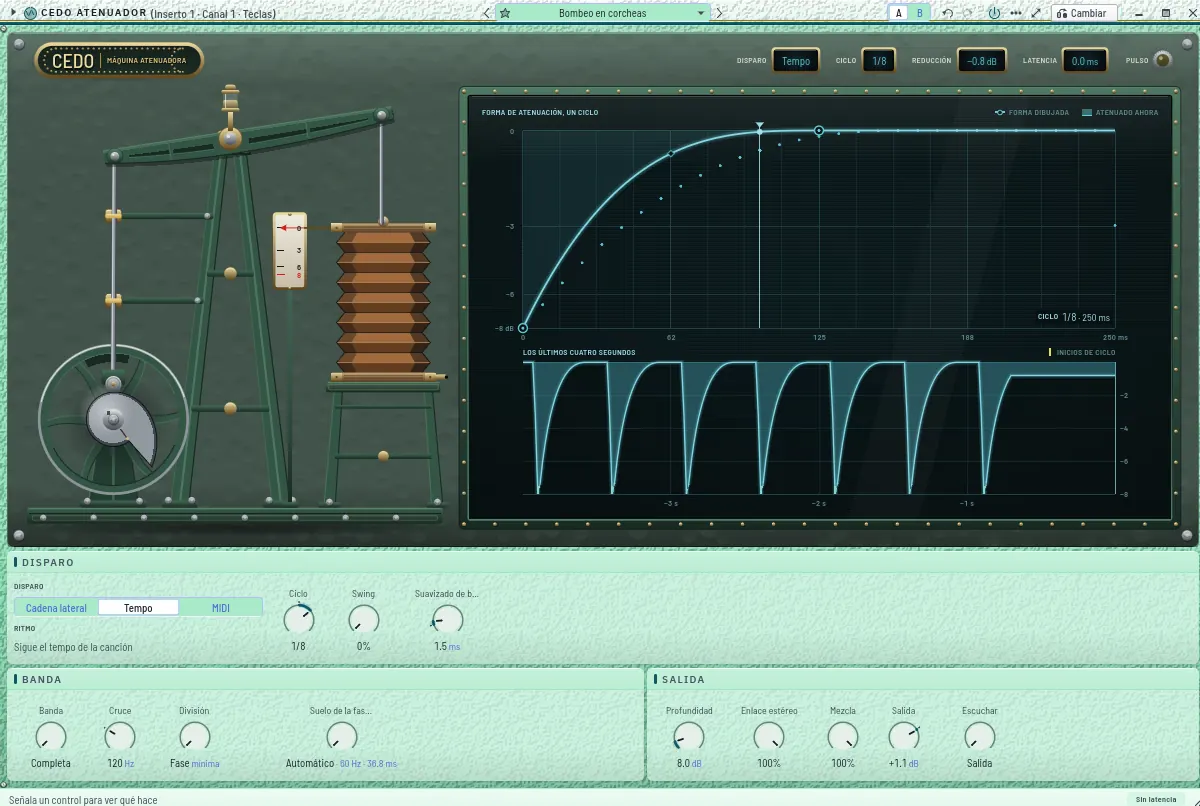 CEDO ATENUADOR (Inserto 1 · Canal 1 · Teclas)
Bombeo en corcheas
A B
Cambiar
CEDO MÁQUINA ATENUADORA
DISPARO Tempo CICLO 1/8 REDUCCIÓN −0.8 dB LATENCIA 0.0 ms PULSO
FORMA DE ATENUACIÓN, UN CICLO
FORMA DIBUJADA ATENUADO AHORA
0
−3
−6
−8 dB
0 62 125 188 250 ms
CICLO 1/8 · 250 ms
0
3
6
8
LOS ÚLTIMOS CUATRO SEGUNDOS
INICIOS DE CICLO
−2
−4
−6
−8
−3 s −2 s −1 s
DISPARO
DISPARO
Cadena lateral Tempo MIDI
RITMO
Sigue el tempo de la canción
Ciclo Swing Suavizado de b...
1/8 0% 1.5 ms
BANDA
Banda Cruce División Suelo de la fas...
Completa 120 Hz Fase mínima Automático · 60 Hz · 36.8 ms
SALIDA
Profundidad Enlace estéreo Mezcla Salida Escuchar
8.0 dB 100% 100% +1.1 dB Salida
Señala un control para ver qué hace
Sin latencia